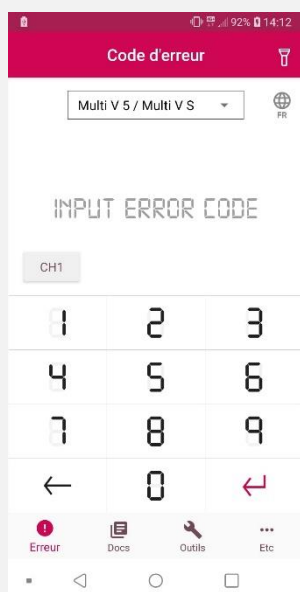 92% 14:12
Code d'erreur
Multi V 5 / Multi V S
FR
INPUT ERROR CODE
CH1
1 2 3
4 5 6
7 8 9
0
Erreur Docs Outils Etc